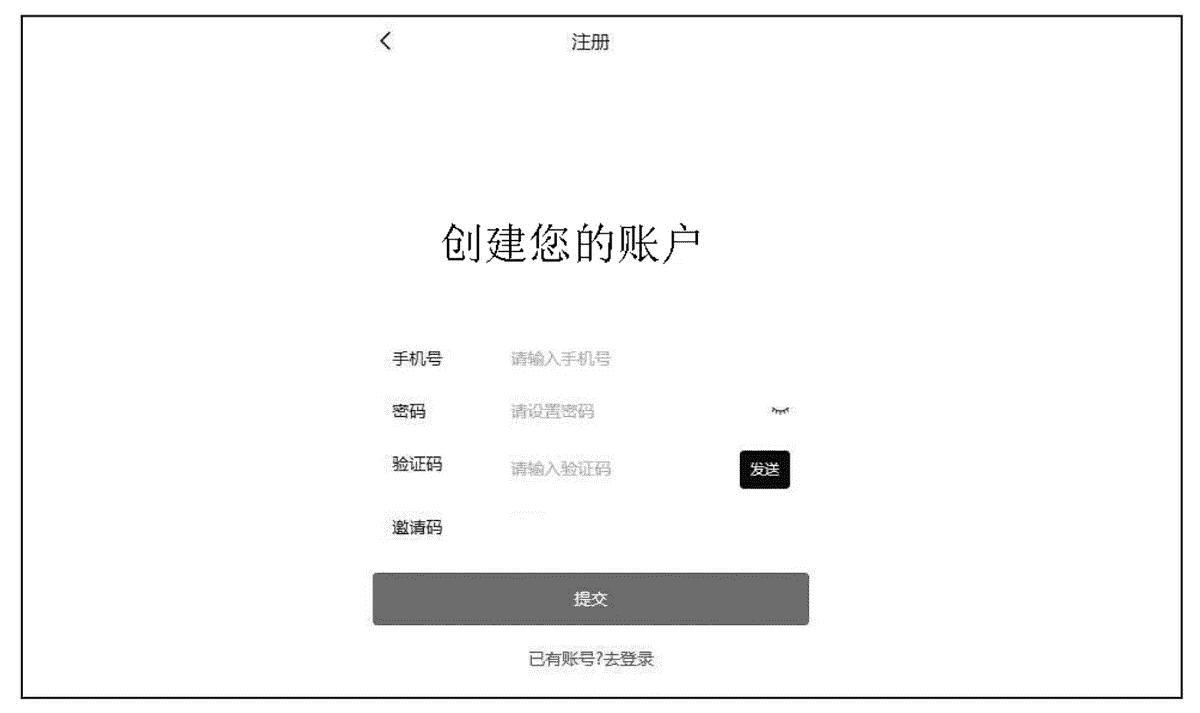 注册
创建您的账户
手机号 请输入手机号
密码 请设置密码
验证码 请输入验证码 发送
邀请码
提交
已有账号?去登录